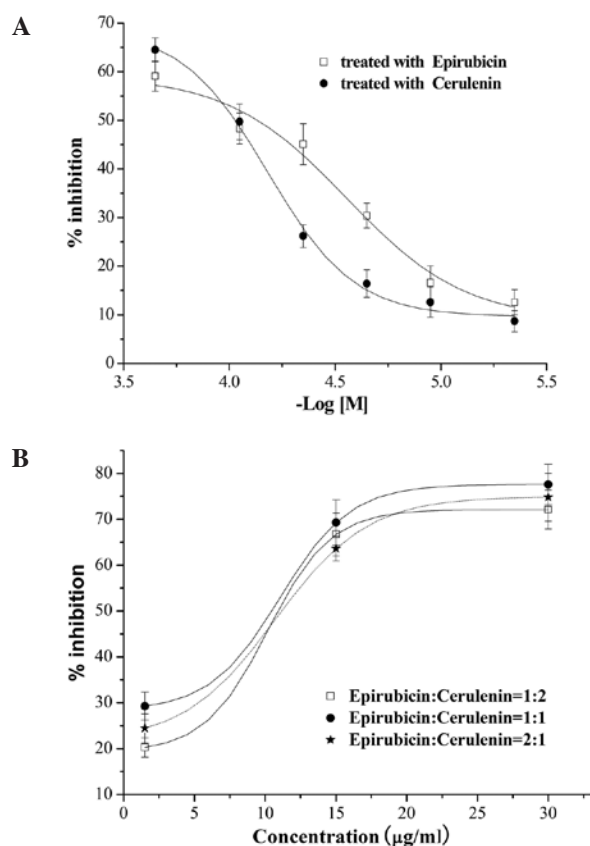 A
70
60
50
40
30
20
10
0
% inhibition
treated with Epirubicin
treated with Cerulenin
3.5 4.0 4.5 5.0 5.5
-Log [M]
B
80
70
60
50
40
30
20
10
% inhibition
Epirubicin:Cerulenin=1:2
Epirubicin:Cerulenin=1:1
Epirubicin:Cerulenin=2:1
0 5 10 15 20 25 30
Concentration (μg/ml)